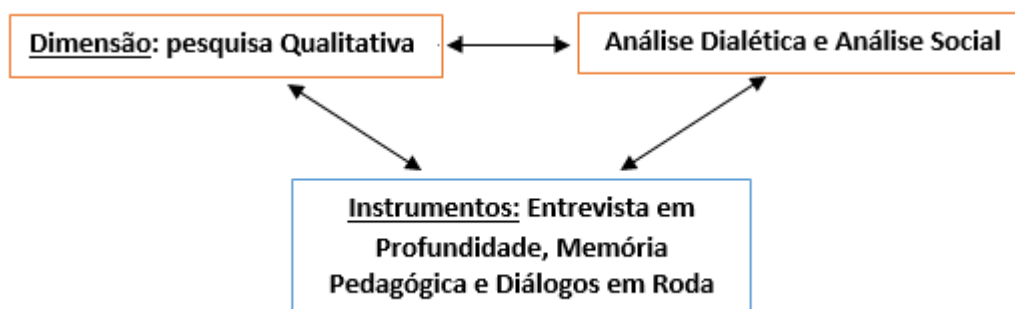 Dimensão: pesquisa Qualitativa
Análise Dialética e Análise Social
Instrumentos: Entrevista em
Profundidade, Memória
Pedagógica e Diálogos em Roda